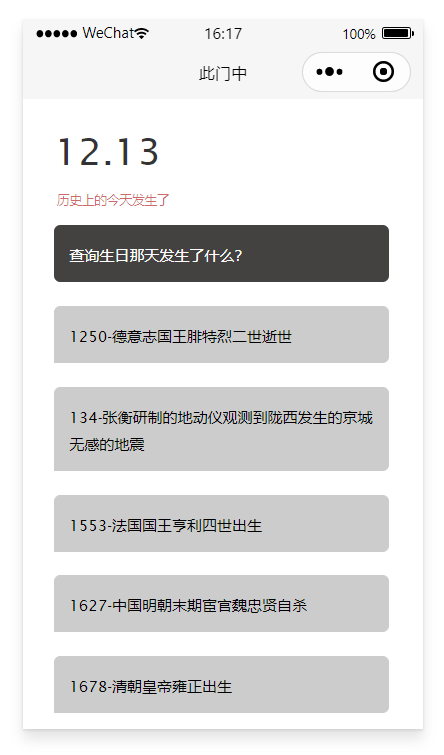 WeChat 16:17 100%
此门中
12.13
历史上的今天发生了
查询生日那天发生了什么?
1250-德意志国王腓特烈二世逝世
134-张衡研制的地动仪观测到陇西发生的京城
无感的地震
1553-法国国王亨利四世出生
1627-中国明朝末期宦官魏忠贤自杀
1678-清朝皇帝雍正出生